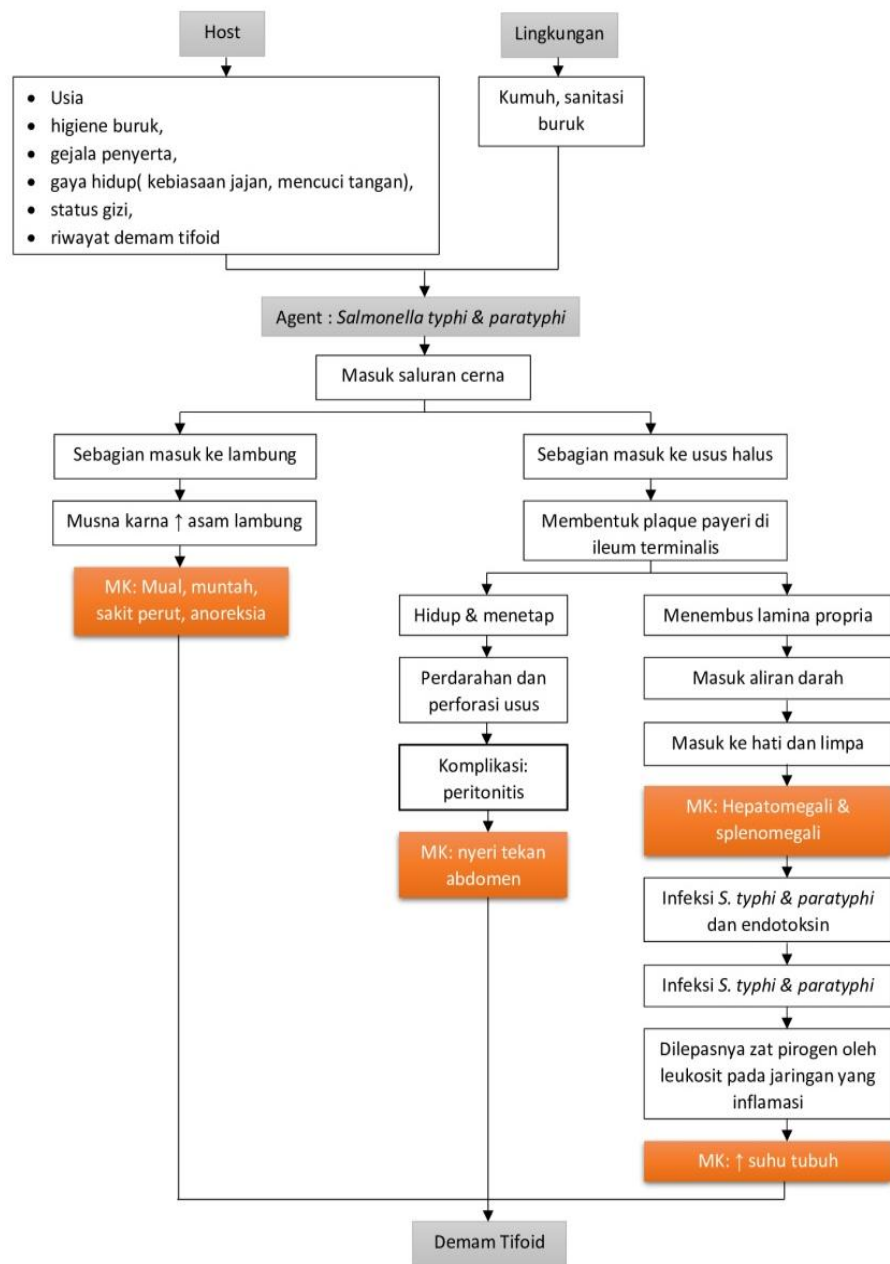 Host
Lingkungan
• Usia
• higiene buruk,
• gejala penyerta,
• gaya hidup( kebiasaan jajan, mencuci tangan),
• status gizi,
• riwayat demam tifoid
Kumuh, sanitasi
buruk
Agent : Salmonella typhi & paratyphi
Masuk saluran cerna
Sebagian masuk ke lambung
Sebagian masuk ke usus halus
Musna karna ↑ asam lambung
Membentuk plaque payeri di
ileum terminalis
MK: Mual, muntah,
sakit perut, anoreksia
Hidup & menetap
Menembus lamina propria
Perdarahan dan
perforasi usus
Masuk aliran darah
Komplikasi:
peritonitis
Masuk ke hati dan limpa
MK: nyeri tekan
abdomen
MK: Hepatomegali &
splenomegali
Infeksi S. typhi & paratyphi
dan endotoksin
Infeksi S. typhi & paratyphi
Dilepasnya zat pirogen oleh
leukosit pada jaringan yang
inflamasi
MK: ↑ suhu tubuh
Demam Tifoid